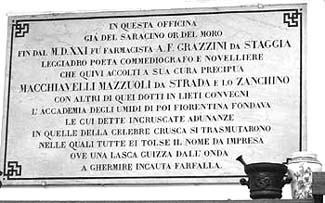 IN QUESTA OFFICINA
GIÁ DEL SARACINO OR DEL MORO
FIN DAL M.D.XXI FU' FARMACISTA A.F. GRAZZINI DA STAGGIA
LEGGIADRO POETA COMMEDIOGRAFO E NOVELLIERE
CHE QUIVI ACCOLTI A SUA CURA PRECIPUA
MACCHIAVELLI MAZZUOLI DA STRADA E LO ZANCHINO
CON ALTRI DI QUEI DOTTI IN LIETI CONVEGNI
L'ACCADEMIA DEGLI UMIDI DI POI FIORENTINA FONDAVA
LE CUI DETTE INCRUSCATE ADUNANZE
IN QUELLE DELLA CELEBRE CRUSCA SI TRASMUTARONO
NELLE QUALI TUTTE EI TOLSE IL NOME DA IMPRESA
OVE UNA LASCA GUIZZA DALL'ONDA
A GHERMIRE INCAUTA FARFALLA.